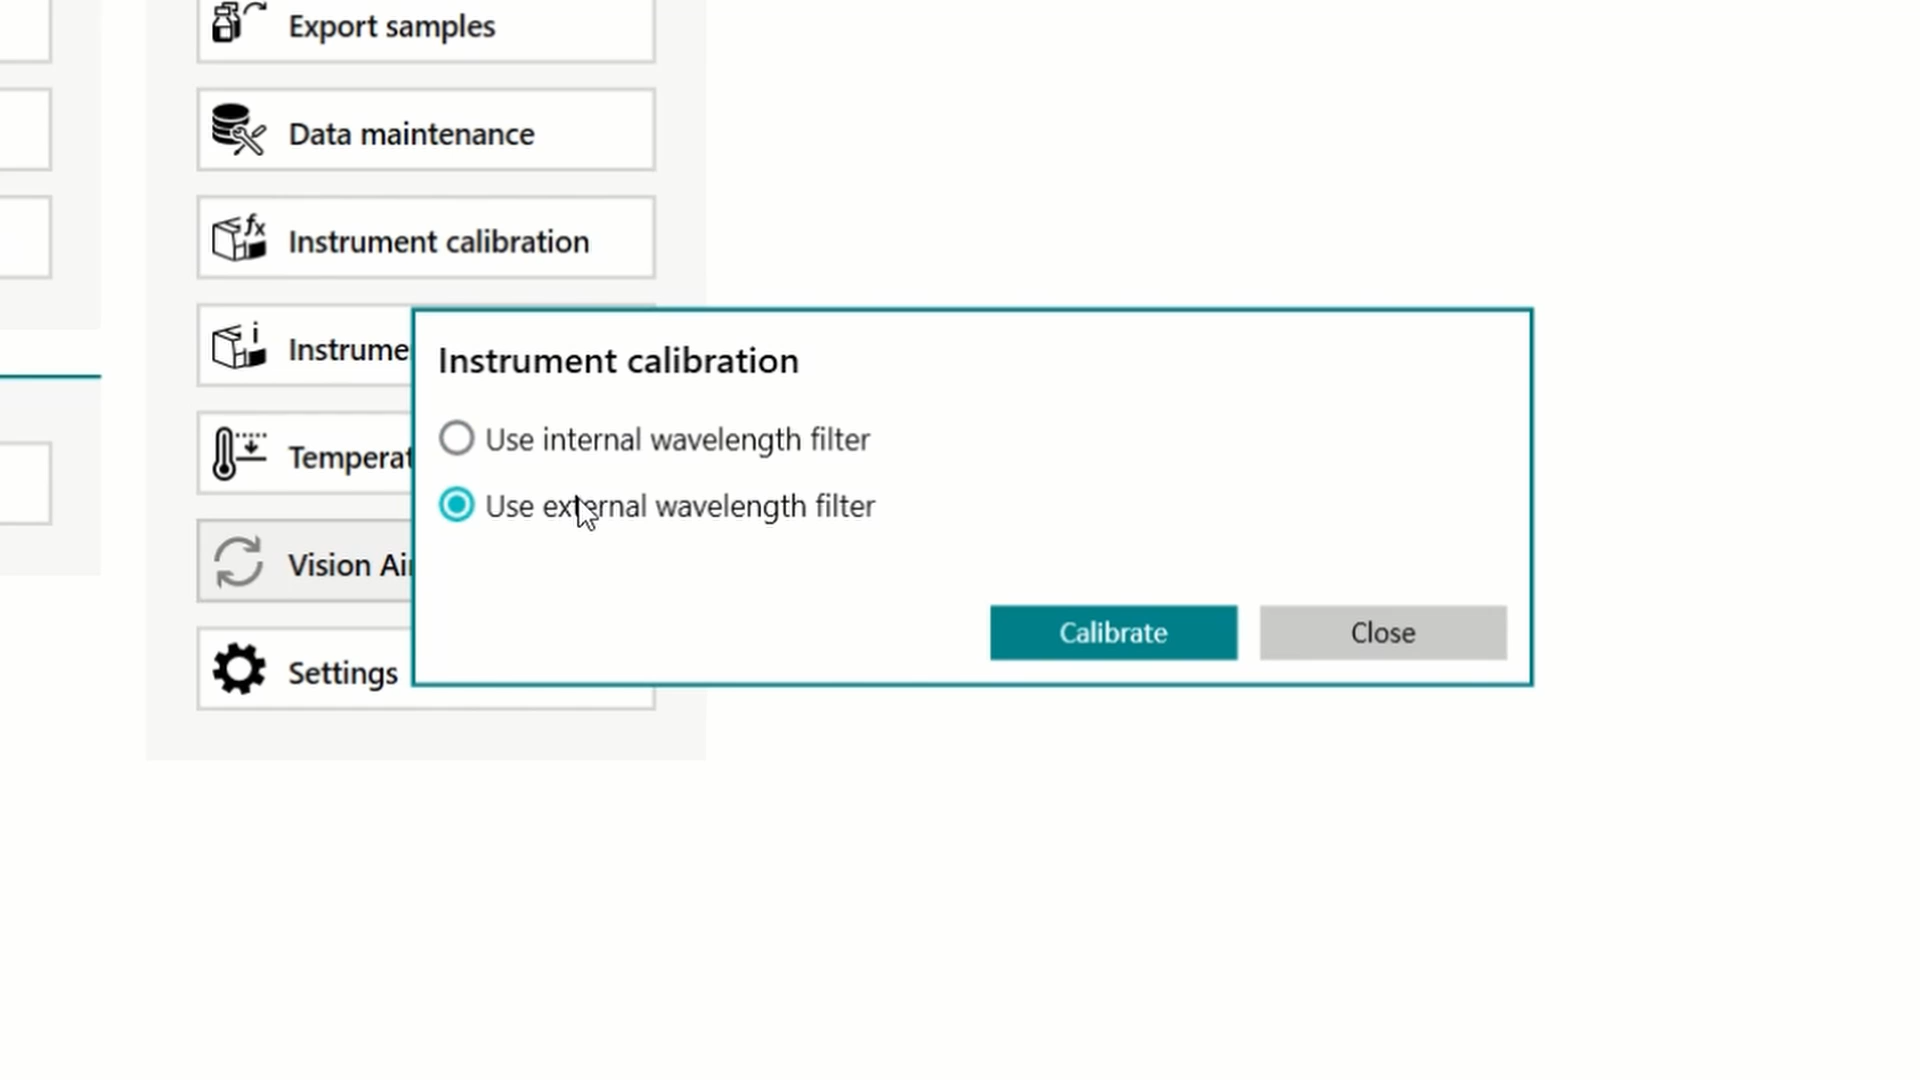 Export samples
Data maintenance
Instrument calibration
Instrume
Temperat
Vision Air
Settings
Instrument calibration
Use internal wavelength filter
Use external wavelength filter
Calibrate
Close